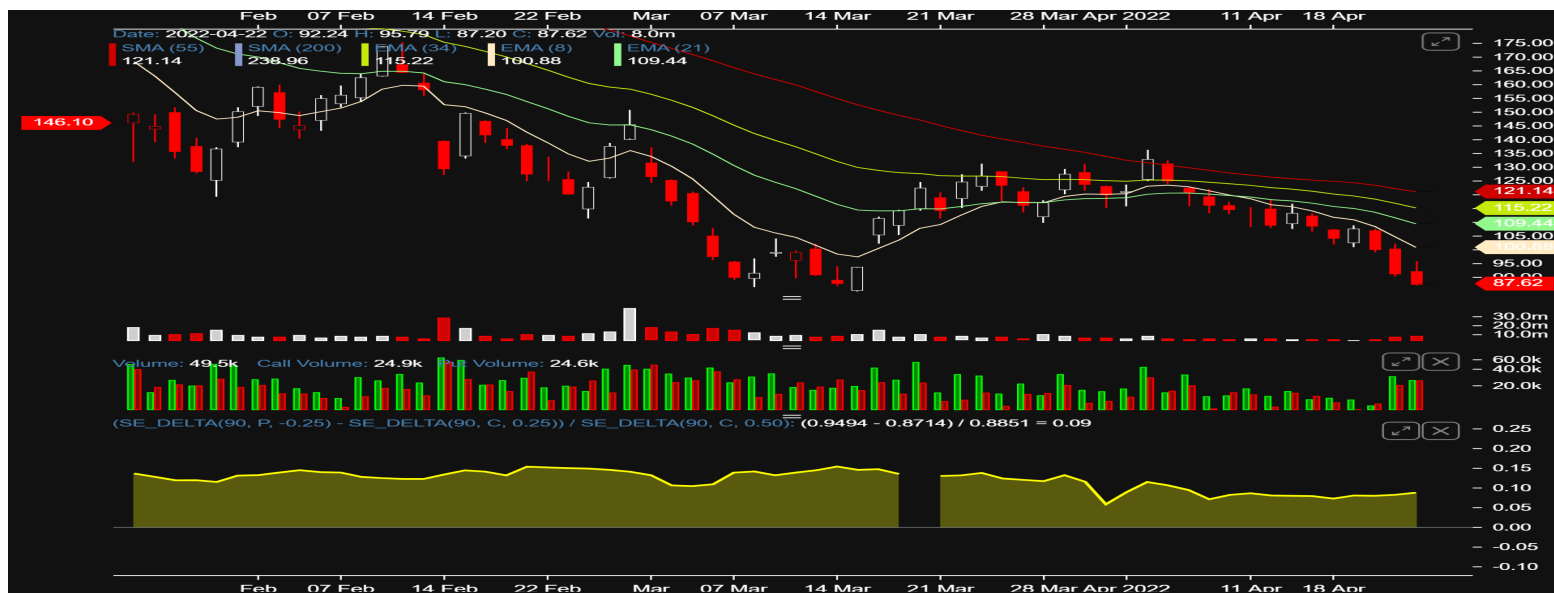 Feb 07 Feb 14 Feb 22 Feb Mar 07 Mar 14 Mar 21 Mar 28 Mar Apr 2022 11 Apr 18 Apr
Date: 2022-04-22 O: 92.24 H: 95.79 L: 87.20 C: 87.62 Vol: 8.0m
SMA (55) SMA (200) EMA (34) EMA (8) EMA (21)
121.14 238.96 115.22 100.88 109.44
175.00
170.00
165.00
160.00
155.00
150.00
146.10
145.00
140.00
135.00
130.00
125.00
121.14
115.22
109.44
105.00
100.88
95.00
90.00
87.62
30.0m
20.0m
10.0m
Volume: 49.5k Call Volume: 24.9k Put Volume: 24.6k
60.0k
40.0k
20.0k
(SE_DELTA(90, P, -0.25) - SE_DELTA(90, C, 0.25)) / SE_DELTA(90, C, 0.50): (0.9494 - 0.8714) / 0.8851 = 0.09
0.25
0.20
0.15
0.10
0.05
0.00
-0.05
-0.10
Feb 07 Feb 14 Feb 22 Feb Mar 07 Mar 14 Mar 21 Mar 28 Mar Apr 2022 11 Apr 18 Apr